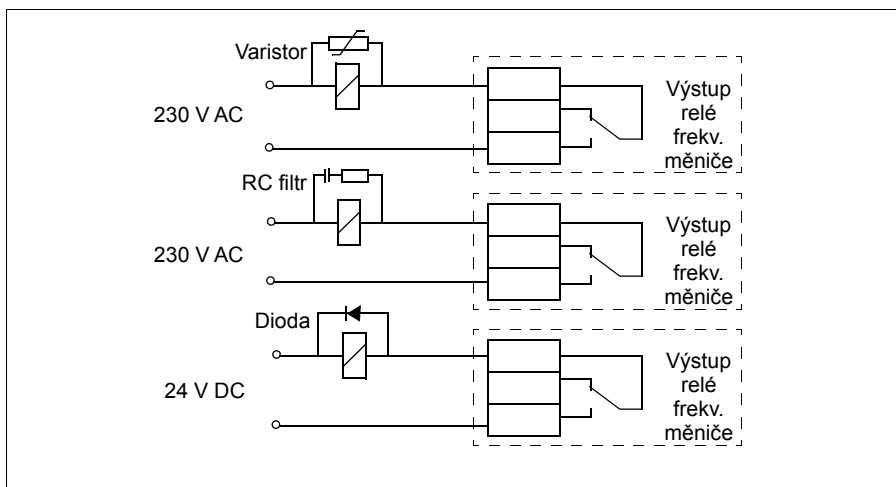 Varistor
230 V AC
Výstup
relé
frekv.
měniče
RC filtr
230 V AC
Výstup
relé
frekv.
měniče
Dioda
24 V DC
Výstup
relé
frekv.
měniče